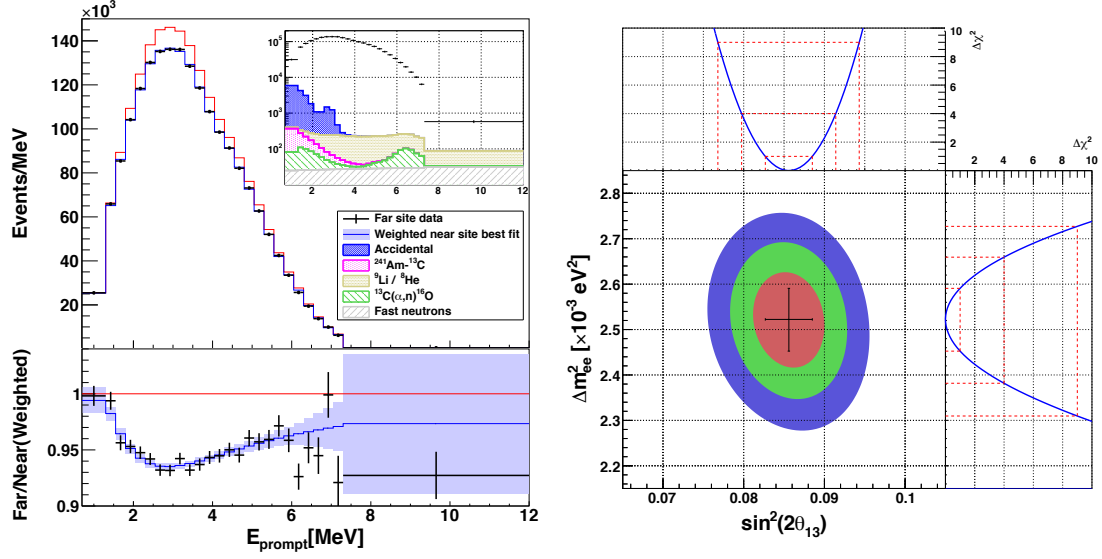 ×10³
140
120
100
80
60
40
20
Events/MeV
10⁵
10⁴
10³
10²
2 4 6 8 10 12
Far site data
Weighted near site best fit
Accidental
²⁴¹Am-¹³C
⁹Li / ⁸He
¹³C(α,n)¹⁶O
Fast neutrons
1
0.95
0.9
Far/Near(Weighted)
2 4 6 8 10 12
E_prompt[MeV]
10
8
6
4
2
Δχ²
Δχ²
2 4 6 8 10
2.8
2.7
2.6
2.5
2.4
2.3
2.2
Δm²_ee [×10⁻³ eV²]
0.07 0.08 0.09 0.1
sin²(2θ₁₃)